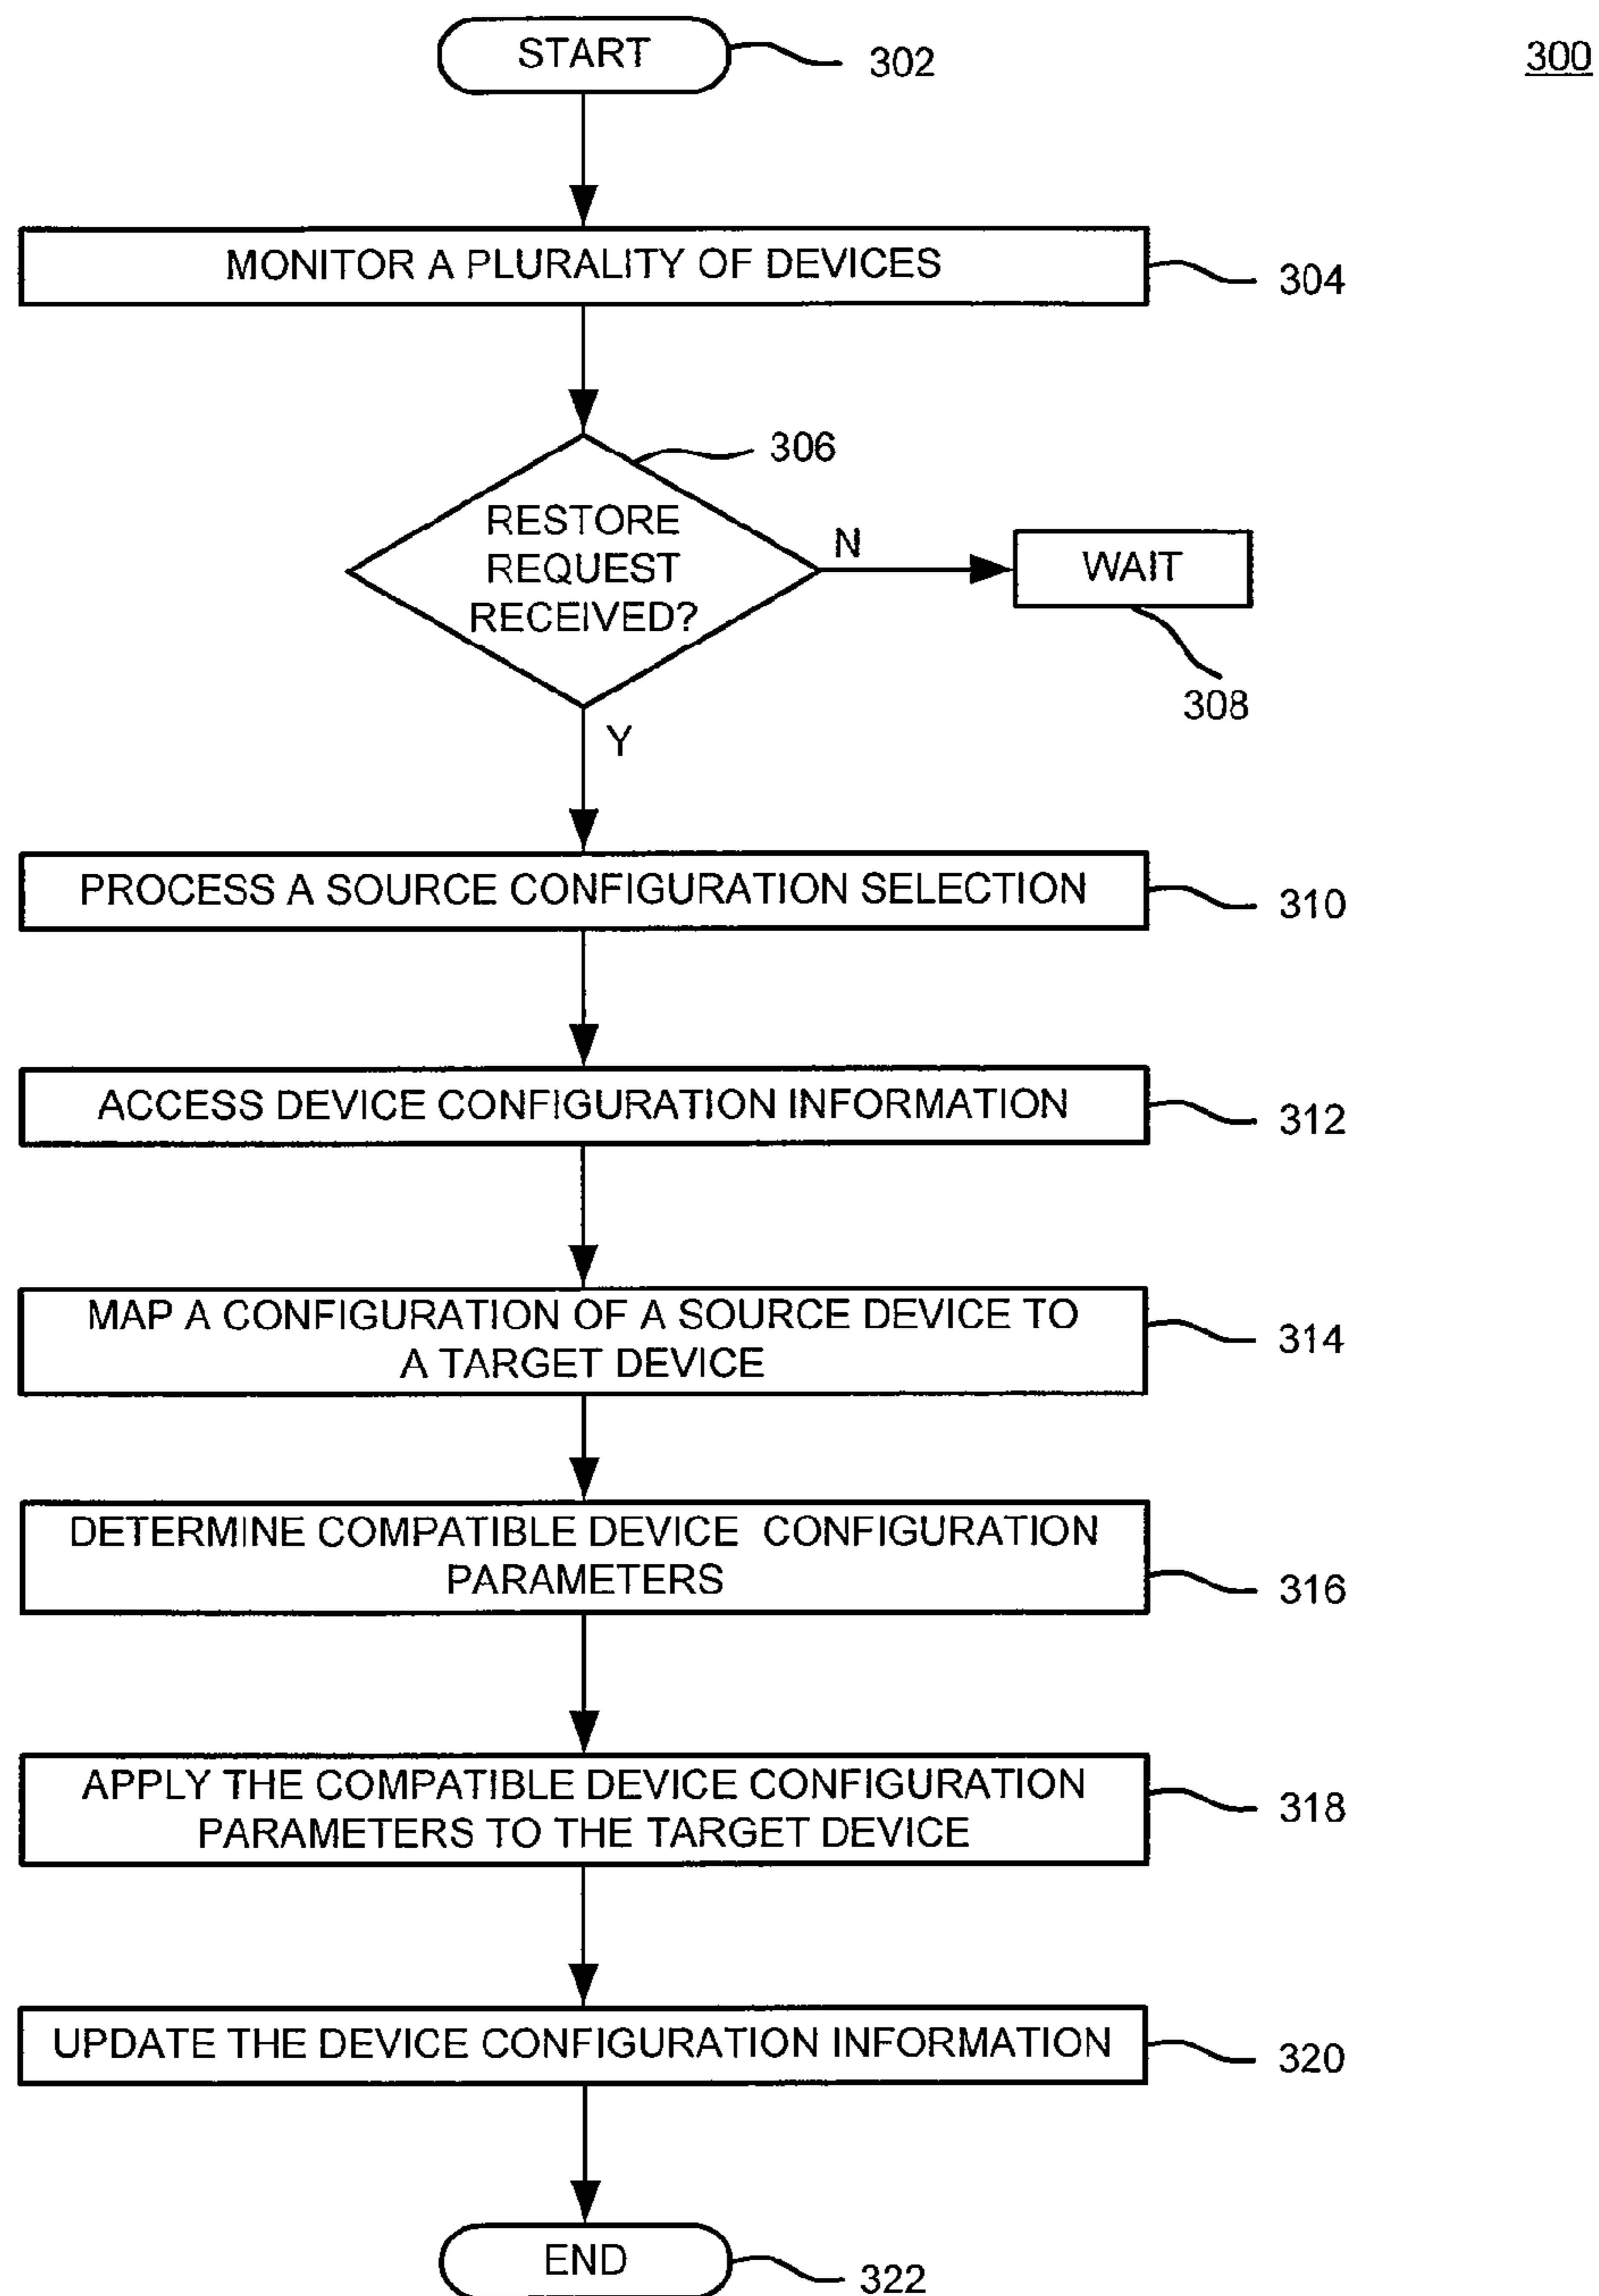 START
302
300
MONITOR A PLURALITY OF DEVICES
304
306
RESTORE
REQUEST
RECEIVED?
N
WAIT
308
Y
PROCESS A SOURCE CONFIGURATION SELECTION
310
ACCESS DEVICE CONFIGURATION INFORMATION
312
MAP A CONFIGURATION OF A SOURCE DEVICE TO
A TARGET DEVICE
314
DETERMINE COMPATIBLE DEVICE CONFIGURATION
PARAMETERS
316
APPLY THE COMPATIBLE DEVICE CONFIGURATION
PARAMETERS TO THE TARGET DEVICE
318
UPDATE THE DEVICE CONFIGURATION INFORMATION
320
END
322